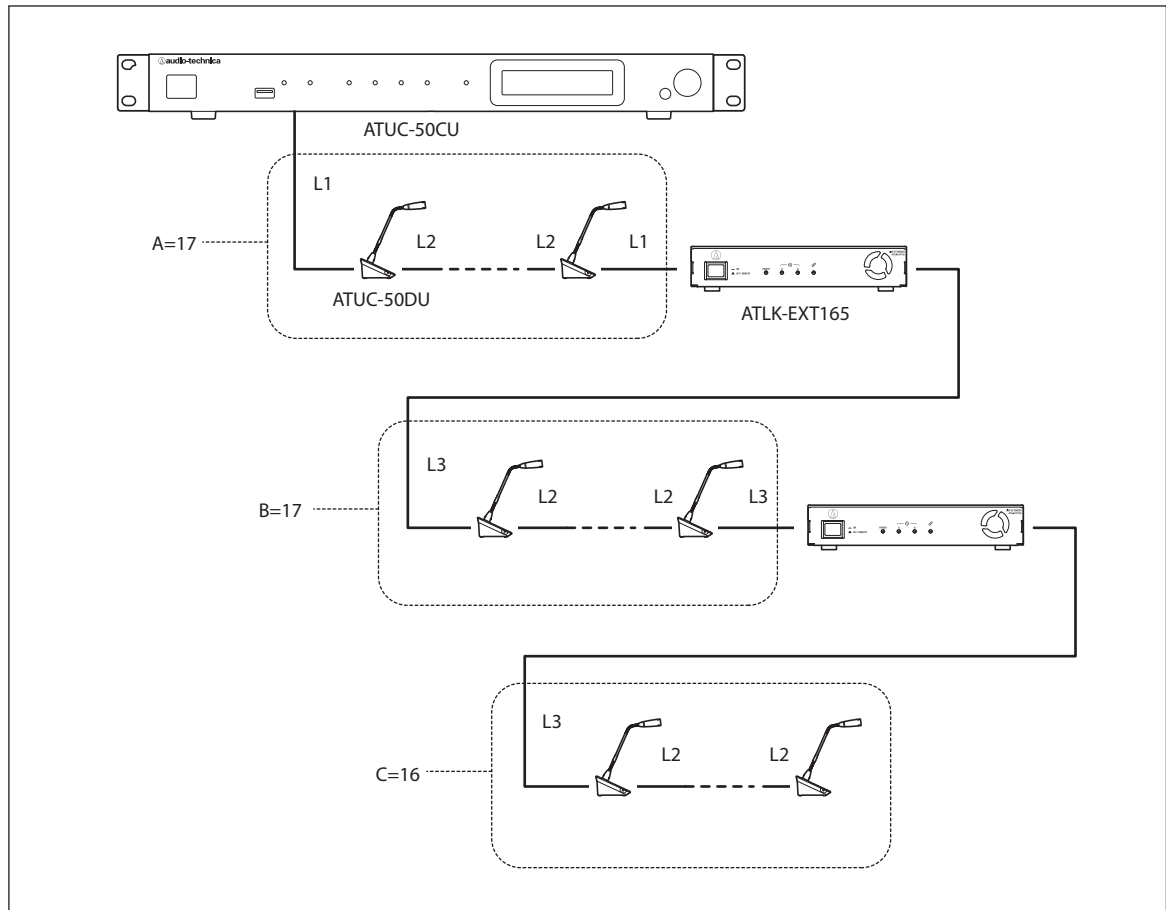 audio-technica
ATUC-50CU
L1
L2
L2
L1
A=17
ATUC-50DU
ATLK-EXT165
L3
L2
L2
L3
B=17
L3
L2
L2
C=16